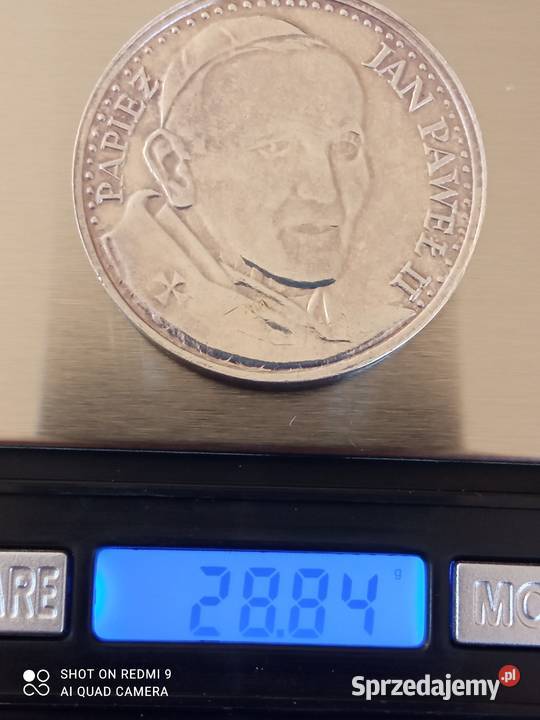 PAPIEŻ JAN PAWEŁ II
g
28.84
ARE
MO
SHOT ON REDMI 9
AI QUAD CAMERA
Sprzedajemy.pl